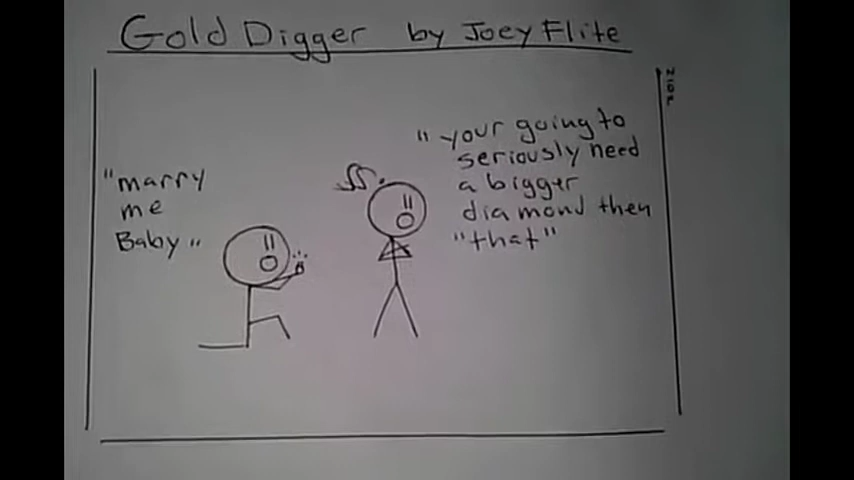 Gold Digger by Joey Flite
"marry
me
Baby"
"your going to
seriously need
a bigger
diamond then
"that"